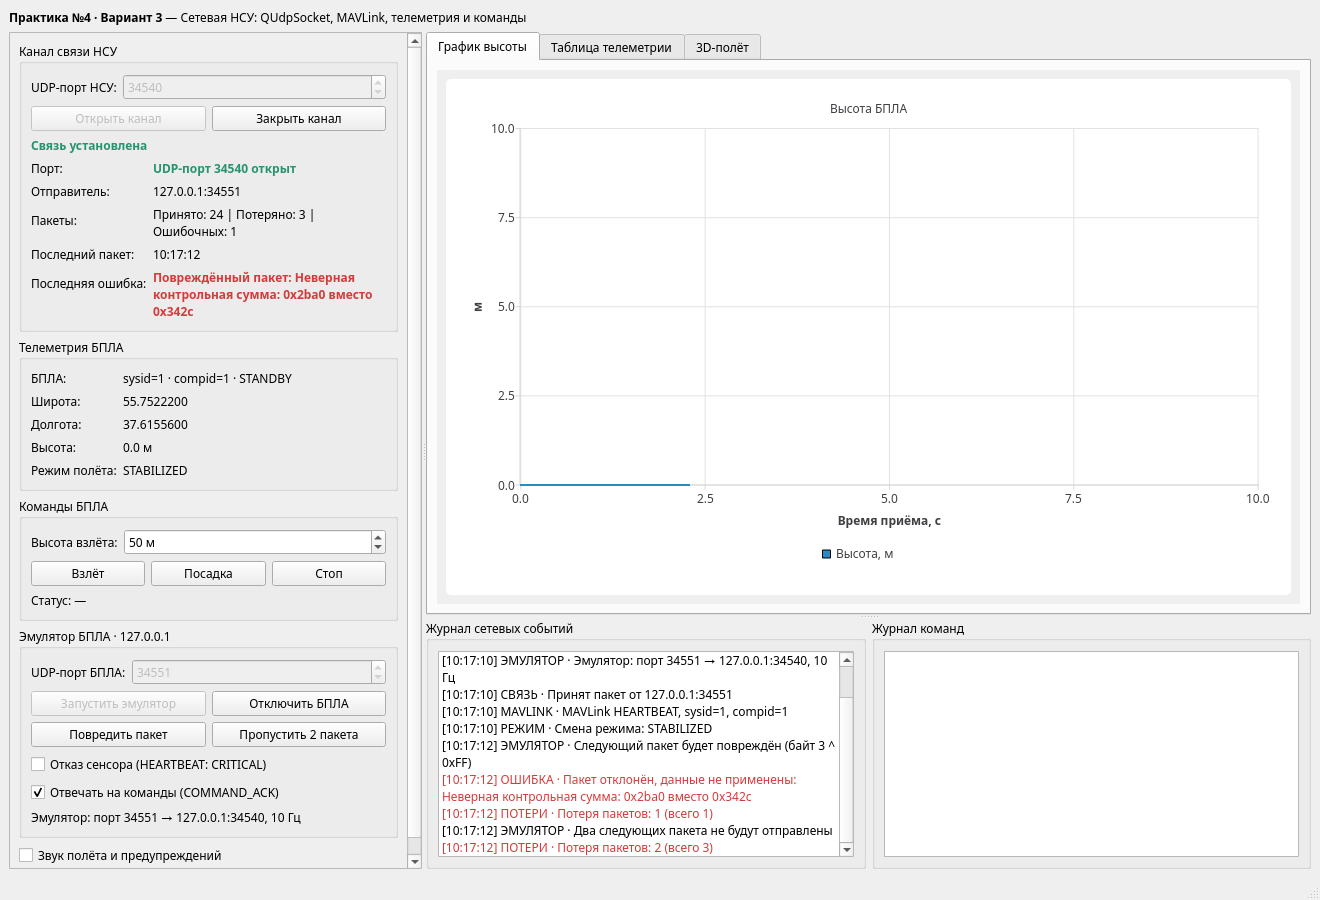 Практика №4 · Вариант 3 — Сетевая НСУ: QUdpSocket, MAVLink, телеметрия и команды
Канал связи НСУ
UDP-порт НСУ: 34540
Открыть канал Закрыть канал
Связь установлена
Порт: UDP-порт 34540 открыт
Отправитель: 127.0.0.1:34551
Пакеты: Принято: 24 | Потеряно: 3 |
Ошибочных: 1
Последний пакет: 10:17:12
Последняя ошибка: Повреждённый пакет: Неверная
контрольная сумма: 0x2ba0 вместо
0x342c
Телеметрия БПЛА
БПЛА: sysid=1 · compid=1 · STANDBY
Широта: 55.7522200
Долгота: 37.6155600
Высота: 0.0 м
Режим полёта: STABILIZED
Команды БПЛА
Высота взлёта: 50 м
Взлёт Посадка Стоп
Статус: —
Эмулятор БПЛА · 127.0.0.1
UDP-порт БПЛА: 34551
Запустить эмулятор Отключить БПЛА
Повредить пакет Пропустить 2 пакета
Отказ сенсора (HEARTBEAT: CRITICAL)
Отвечать на команды (COMMAND_ACK)
Эмулятор: порт 34551 → 127.0.0.1:34540, 10 Гц
Звук полёта и предупреждений
График высоты Таблица телеметрии 3D-полёт
Высота БПЛА
10.0
7.5
5.0
2.5
0.0
м
0.0 2.5 5.0 7.5 10.0
Время приёма, с
Высота, м
Журнал сетевых событий
[10:17:10] ЭМУЛЯТОР · Эмулятор: порт 34551 → 127.0.0.1:34540, 10
Гц
[10:17:10] СВЯЗЬ · Принят пакет от 127.0.0.1:34551
[10:17:10] MAVLINK · MAVLink HEARTBEAT, sysid=1, compid=1
[10:17:10] РЕЖИМ · Смена режима: STABILIZED
[10:17:12] ЭМУЛЯТОР · Следующий пакет будет повреждён (байт 3 ^
0xFF)
[10:17:12] ОШИБКА · Пакет отклонён, данные не применены:
Неверная контрольная сумма: 0x2ba0 вместо 0x342c
[10:17:12] ПОТЕРИ · Потеря пакетов: 1 (всего 1)
[10:17:12] ЭМУЛЯТОР · Два следующих пакета не будут отправлены
[10:17:12] ПОТЕРИ · Потеря пакетов: 2 (всего 3)
Журнал команд